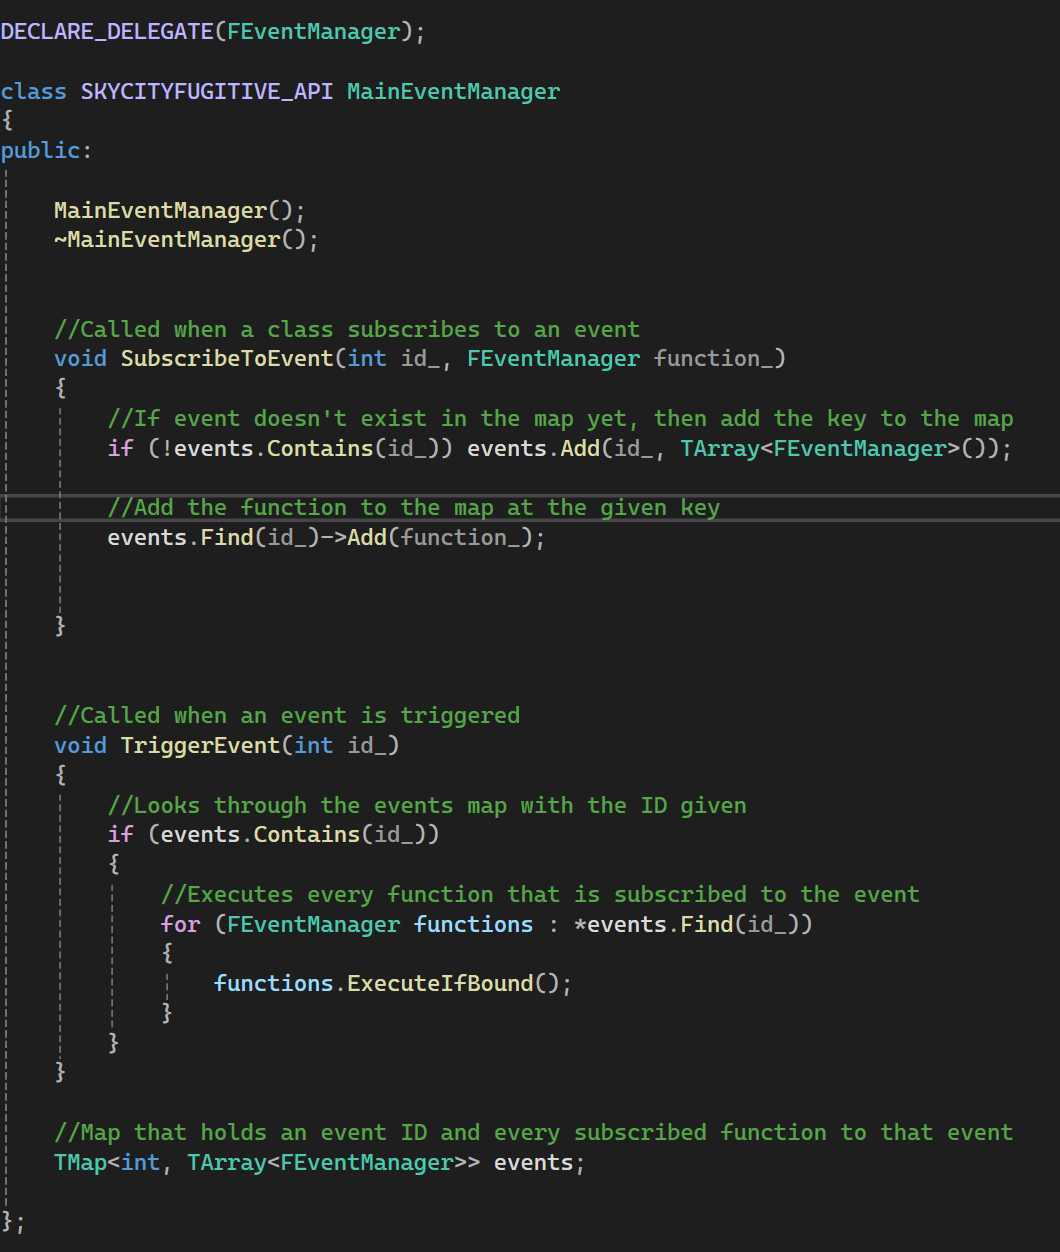 DECLARE_DELEGATE(FEventManager);
class SKYCITYFUGITIVE_API MainEventManager
{
public:
MainEventManager();
~MainEventManager();
//Called when a class subscribes to an event
void SubscribeToEvent(int id_, FEventManager function_)
{
//If event doesn't exist in the map yet, then add the key to the map
if (!events.Contains(id_)) events.Add(id_, TArray<FEventManager>());
//Add the function to the map at the given key
events.Find(id_)->Add(function_);
}
//Called when an event is triggered
void TriggerEvent(int id_)
{
//Looks through the events map with the ID given
if (events.Contains(id_))
{
//Executes every function that is subscribed to the event
for (FEventManager functions : *events.Find(id_))
{
functions.ExecuteIfBound();
}
}
}
//Map that holds an event ID and every subscribed function to that event
TMap<int, TArray<FEventManager>> events;
};